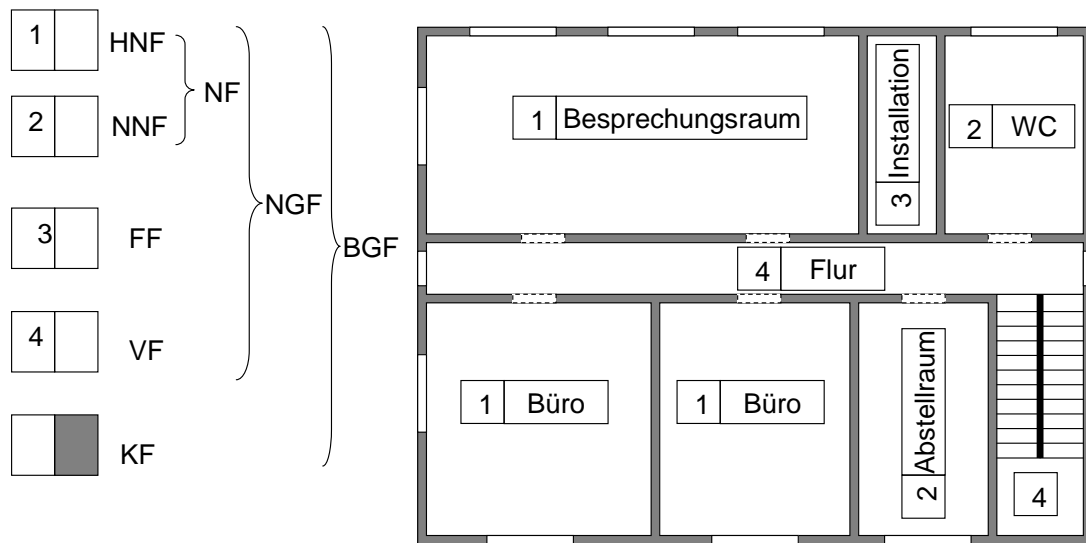 1 HNF
NF
2 NNF
NGF
3 FF
BGF
4 VF
KF
1 Besprechungsraum
3 Installation
2 WC
4 Flur
1 Büro
1 Büro
2 Abstellraum
4